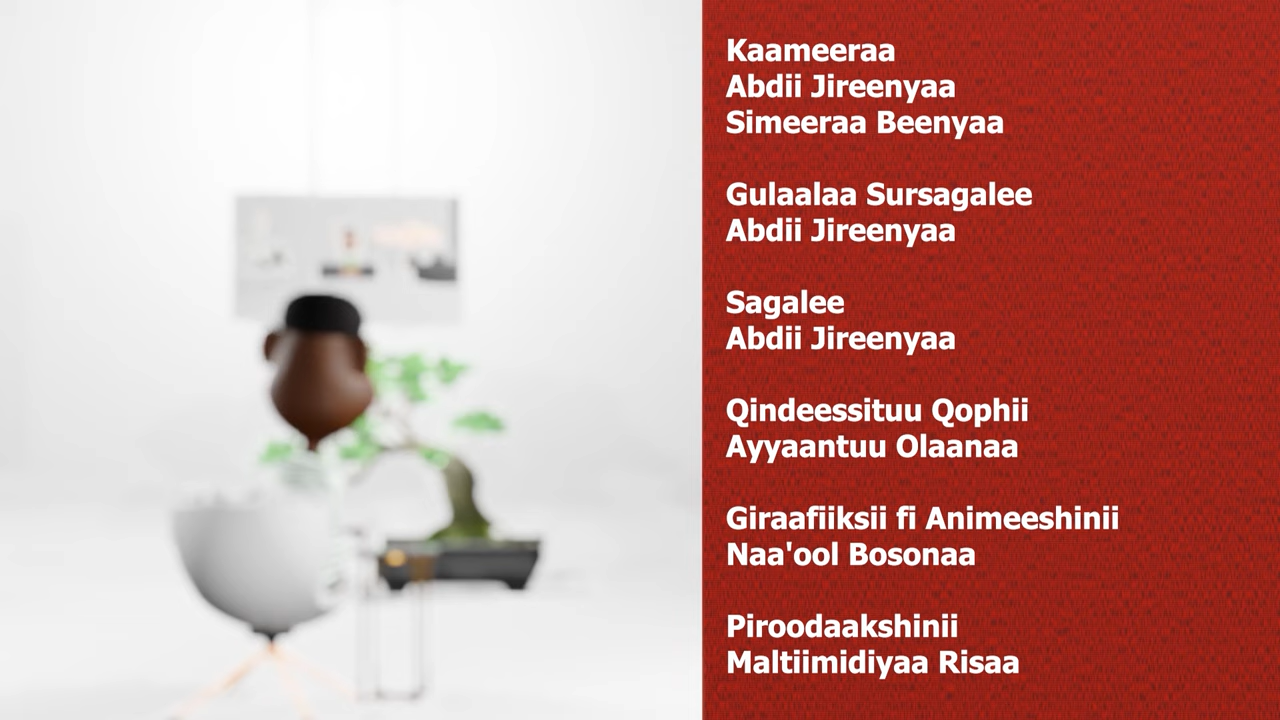 Kaameeraa
Abdii Jireenyaa
Simeeraa Beenyaa
Gulaalaa Sursagalee
Abdii Jireenyaa
Sagalee
Abdii Jireenyaa
Qindeessituu Qophii
Ayyaantuu Olaanaa
Giraafiiksii fi Animeeshinii
Naa'ool Bosonaa
Piroodaakshinii
Maltiimidiyaa Risaa